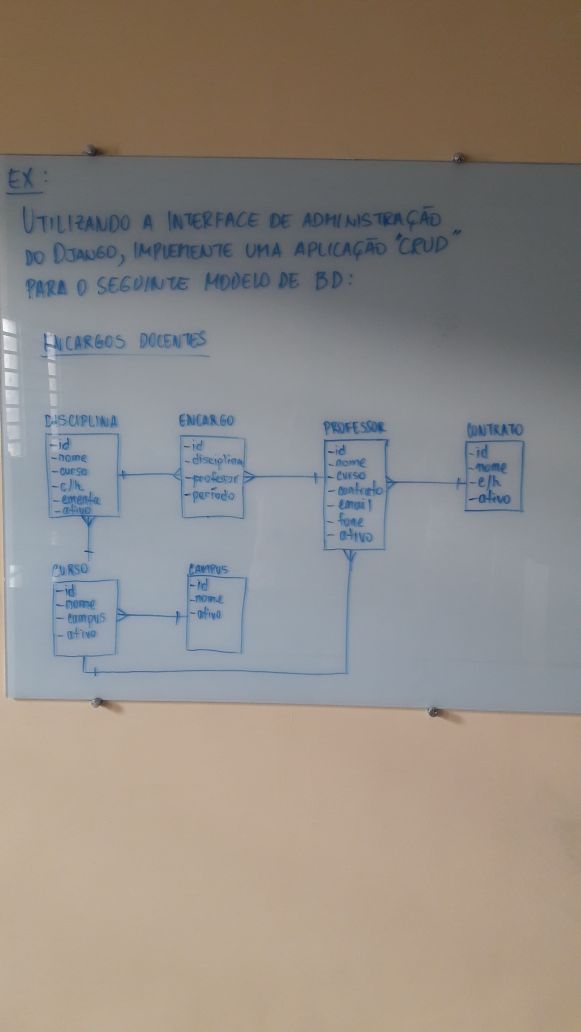 EX:
UTILIZANDO A INTERFACE DE ADMINISTRAÇÃO
DO DJANGO, IMPLEMENTE UMA APLICAÇÃO "CRUD"
PARA O SEGUINTE MODELO DE BD:
ENCARGOS DOCENTES
DISCIPLINA
-id
-nome
-curso
-c/h
-ementa
-ativo
ENCARGO
-id
-disciplina
-professor
-período
PROFESSOR
-id
-nome
-curso
-contrato
-email
-fone
-ativo
CONTRATO
-id
-nome
-c/h
-ativo
CURSO
-id
-nome
-campus
-ativo
CAMPUS
-id
-nome
-ativo